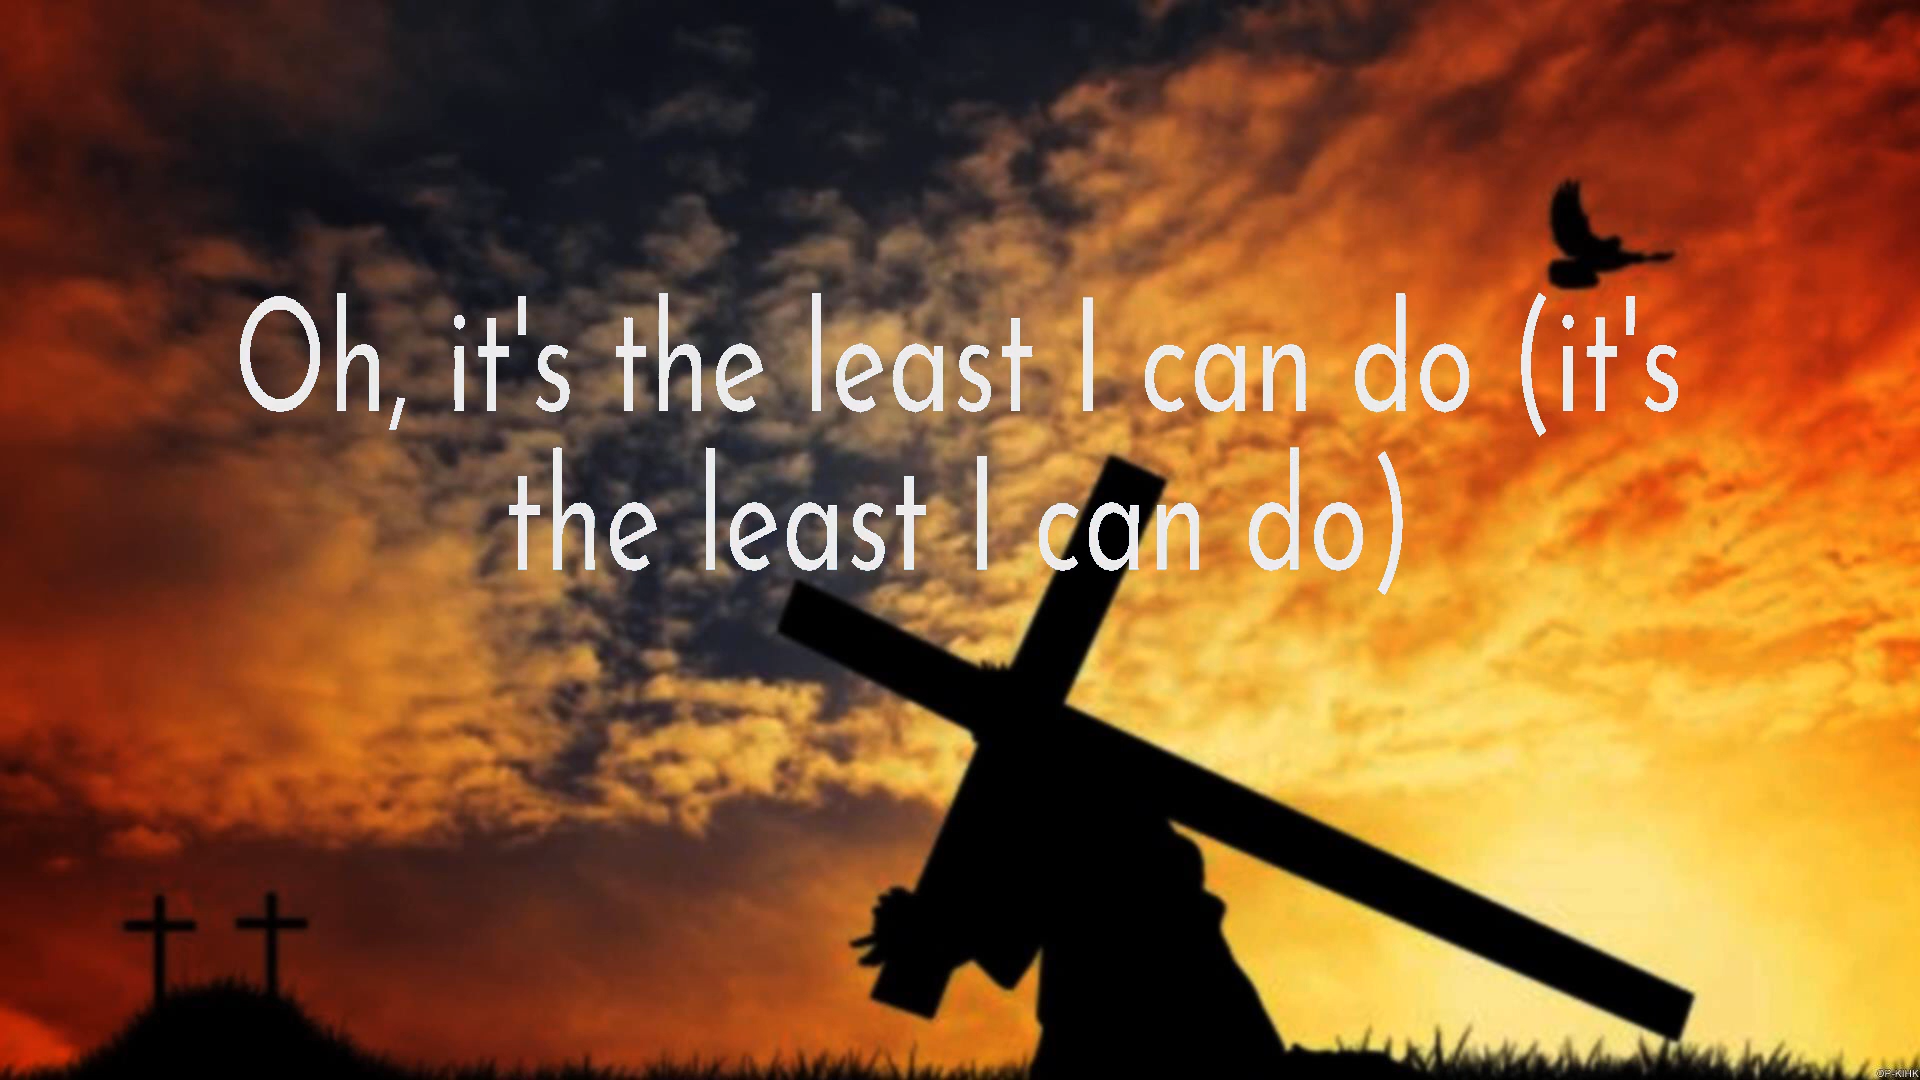 Oh, it's the least I can do (it's
the least I can do)